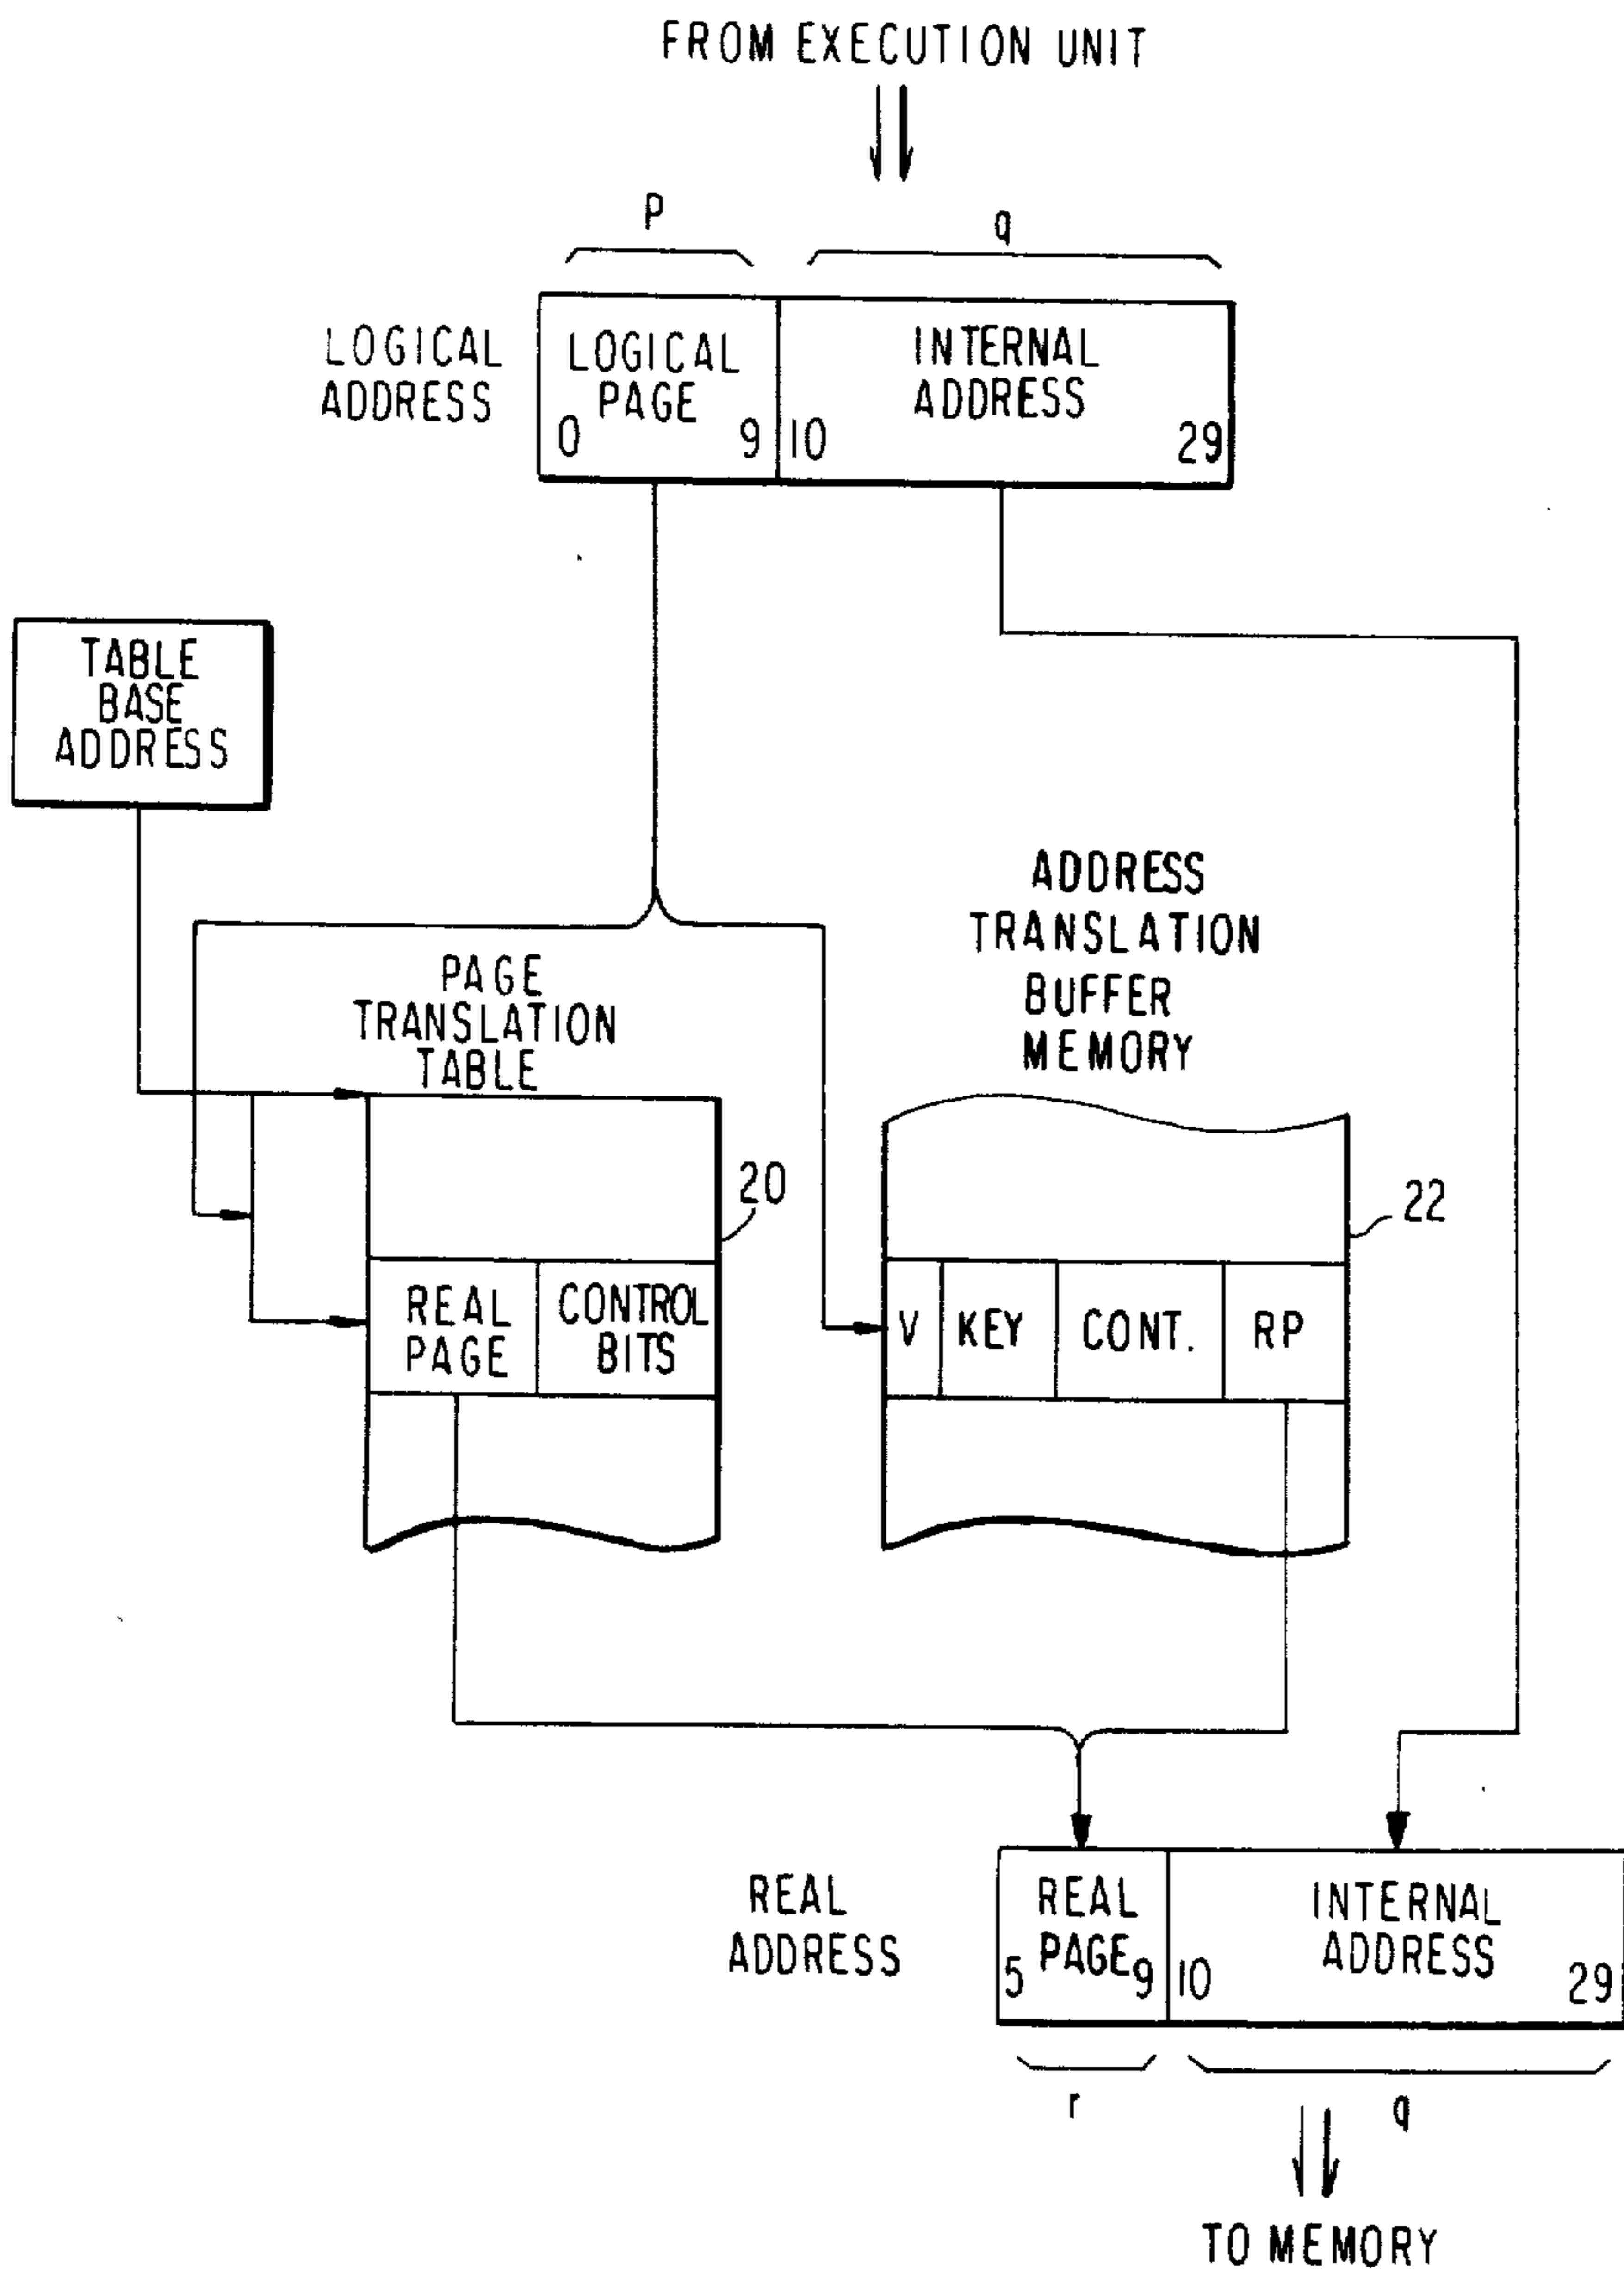 FROM EXECUTION UNIT
p
q
LOGICAL
ADDRESS
LOGICAL
PAGE
0
9
INTERNAL
ADDRESS
10
29
TABLE
BASE
ADDRESS
PAGE
TRANSLATION
TABLE
ADDRESS
TRANSLATION
BUFFER
MEMORY
20
22
REAL
PAGE
CONTROL
BITS
V
KEY
CONT.
RP
REAL
ADDRESS
REAL
PAGE
5
9
INTERNAL
ADDRESS
10
29
r
q
TO MEMORY